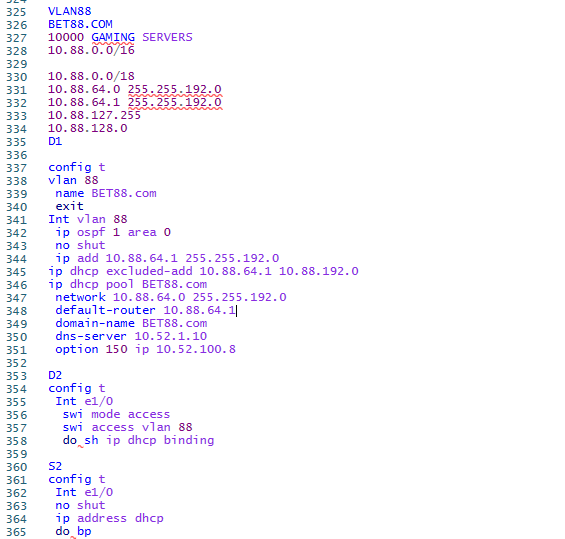 324
325 VLAN88
326 BET88.COM
327 10000 GAMING SERVERS
328 10.88.0.0/16
329
330 10.88.0.0/18
331 10.88.64.0 255.255.192.0
332 10.88.64.1 255.255.192.0
333 10.88.127.255
334 10.88.128.0
335 D1
336
337 config t
338 vlan 88
339 name BET88.com
340 exit
341 Int vlan 88
342 ip ospf 1 area 0
343 no shut
344 ip add 10.88.64.1 255.255.192.0
345 ip dhcp excluded-add 10.88.64.1 10.88.192.0
346 ip dhcp pool BET88.com
347 network 10.88.64.0 255.255.192.0
348 default-router 10.88.64.1
349 domain-name BET88.com
350 dns-server 10.52.1.10
351 option 150 ip 10.52.100.8
352
353 D2
354 config t
355 Int e1/0
356 swi mode access
357 swi access vlan 88
358 do sh ip dhcp binding
359
360 S2
361 config t
362 Int e1/0
363 no shut
364 ip address dhcp
365 do bp